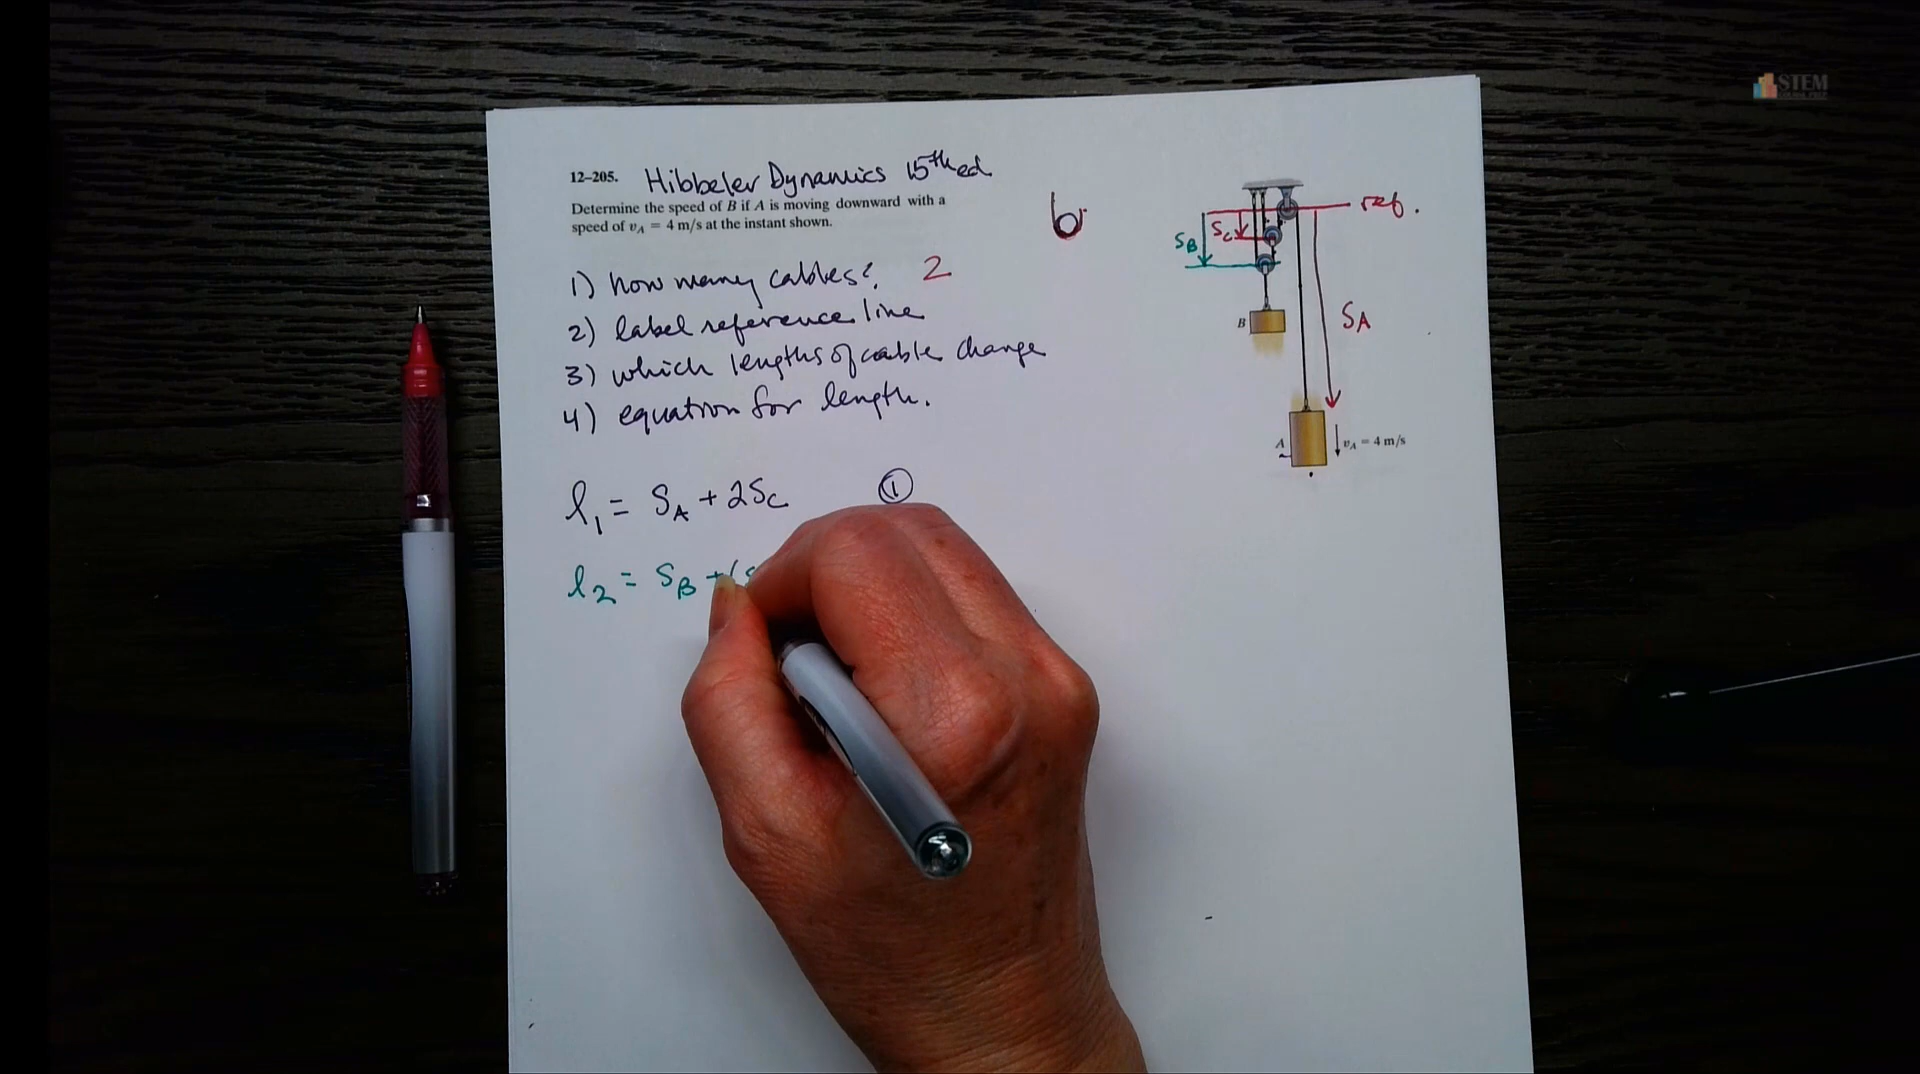 STEM
12–205. Hibbeler Dynamics 15th ed
Determine the speed of B if A is moving downward with a
speed of vA = 4 m/s at the instant shown.
1) how many cables? 2
2) label reference line
3) which lengths of cable change
4) equation for length.
l1 = SA + 2SC ①
l2 = SB + (S
ref.
SB SC
SA
B
A vA = 4 m/s